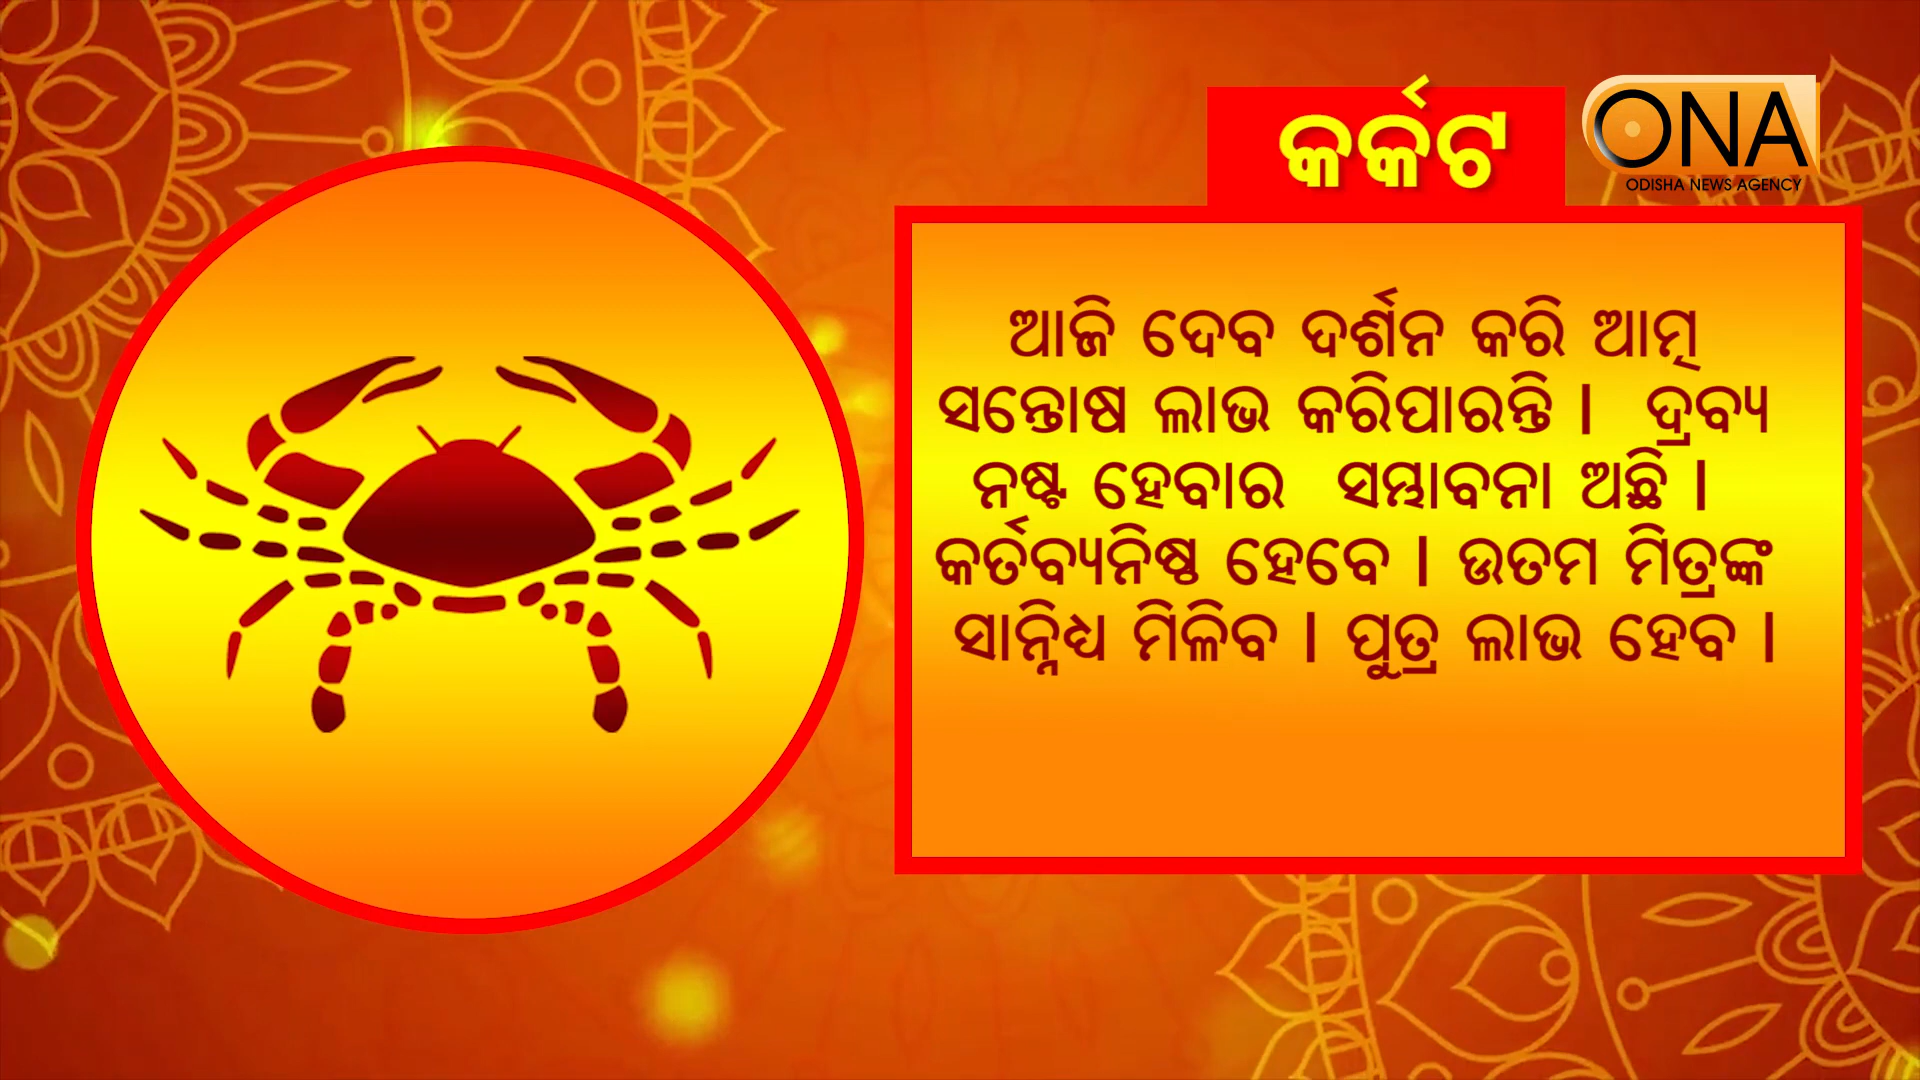 କର୍କଟ
ONA
ODISHA NEWS AGENCY
ଆଜି ଦେବ ଦର୍ଶନ କରି ଆତ୍ମ
ସନ୍ତୋଷ ଲାଭ କରିପାରନ୍ତି । ଦ୍ରବ୍ୟ
ନଷ୍ଟ ହେବାର ସମ୍ଭାବନା ଅଛି ।
କର୍ତବ୍ୟନିଷ୍ଠ ହେବେ । ଉତମ ମିତ୍ରଙ୍କ
ସାନ୍ନିଧ୍ୟ ମିଳିବ । ପୁତ୍ର ଲାଭ ହେବ ।